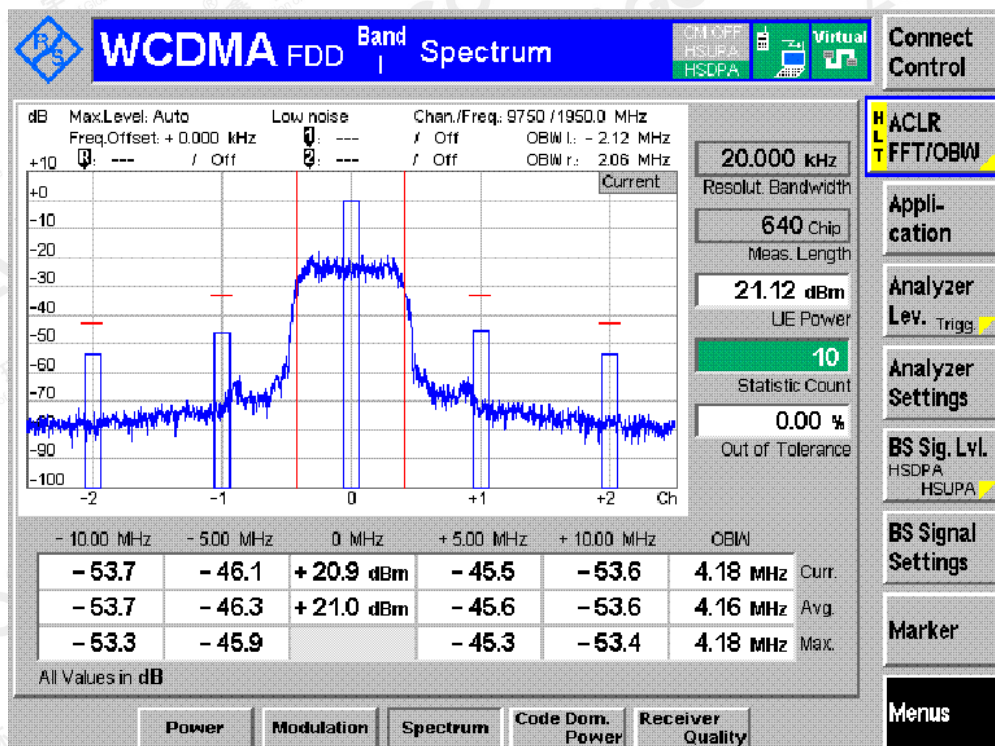 R/S
WCDMA FDD Band I Spectrum
CM OFF
HSUPA
HSDPA
Virtual
Connect
Control
dB Max.Level: Auto Low noise Chan./Freq.: 9750 / 1950.0 MHz
Freq.Offset: + 0.000 kHz 1: --- / Off OBW l.: - 2.12 MHz
+10 R: --- / Off 2: --- / Off OBW r.: 2.06 MHz
Current
+0
-10
-20
-30
-40
-50
-60
-70
-80
-90
-100
-2 -1 0 +1 +2 Ch
20.000 kHz
Resolut. Bandwidth
640 Chip
Meas. Length
21.12 dBm
UE Power
10
Statistic Count
0.00 %
Out of Tolerance
- 10.00 MHz - 5.00 MHz 0 MHz + 5.00 MHz + 10.00 MHz OBW
- 53.7 - 46.1 + 20.9 dBm - 45.5 - 53.6 4.18 MHz Curr.
- 53.7 - 46.3 + 21.0 dBm - 45.6 - 53.6 4.16 MHz Avg.
- 53.3 - 45.9 - 45.3 - 53.4 4.18 MHz Max.
All Values in dB
HLT
ACLR
FFT/OBW
Appli-
cation
Analyzer
Lev. Trigg.
Analyzer
Settings
BS Sig. Lvl.
HSDPA
HSUPA
BS Signal
Settings
Marker
Menus
Power
Modulation
Spectrum
Code Dom.
Power
Receiver
Quality